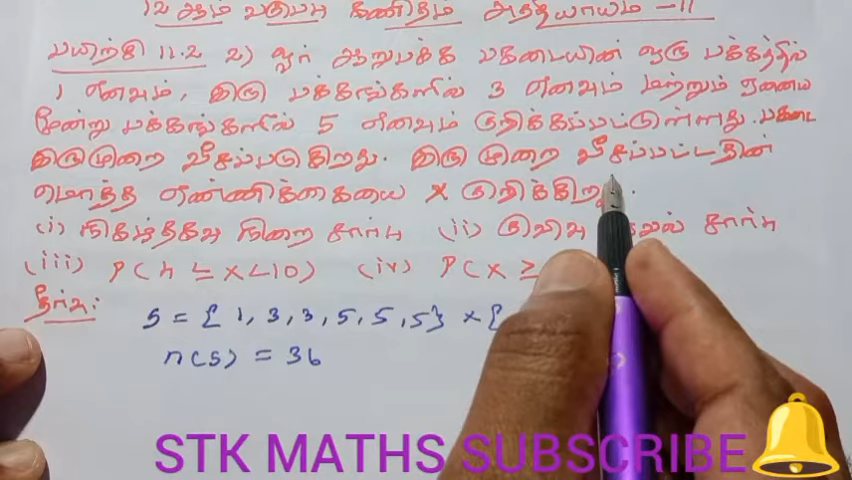 12 ஆம் வகுப்பு கணிதம் அத்தியாயம் - 11
பயிற்சி 11.2 2) ஓர் ஆறுபக்க பகடையின் ஒரு பக்கத்தில்
1 எனவும், இரு பக்கங்களில் 3 எனவும் மற்றும் ஏனைய
மூன்று பக்கங்களில் 5 எனவும் குறிக்கப்பட்டுள்ளது. பகடை
இருமுறை வீசப்படுகிறது. இருமுறை வீசப்பட்டதின்
மொத்த எண்ணிக்கையை X குறிக்கிறது.
(i) நிகழ்தகவு நிறை சார்பு (ii) குவிவு சார்பு
(iii) P(4 ≤ X < 10) (iv) P(X ≥
தீர்வு:
S = { 1, 3, 3, 5, 5, 5} × {
n(S) = 36
STK MATHS SUBSCRIBE